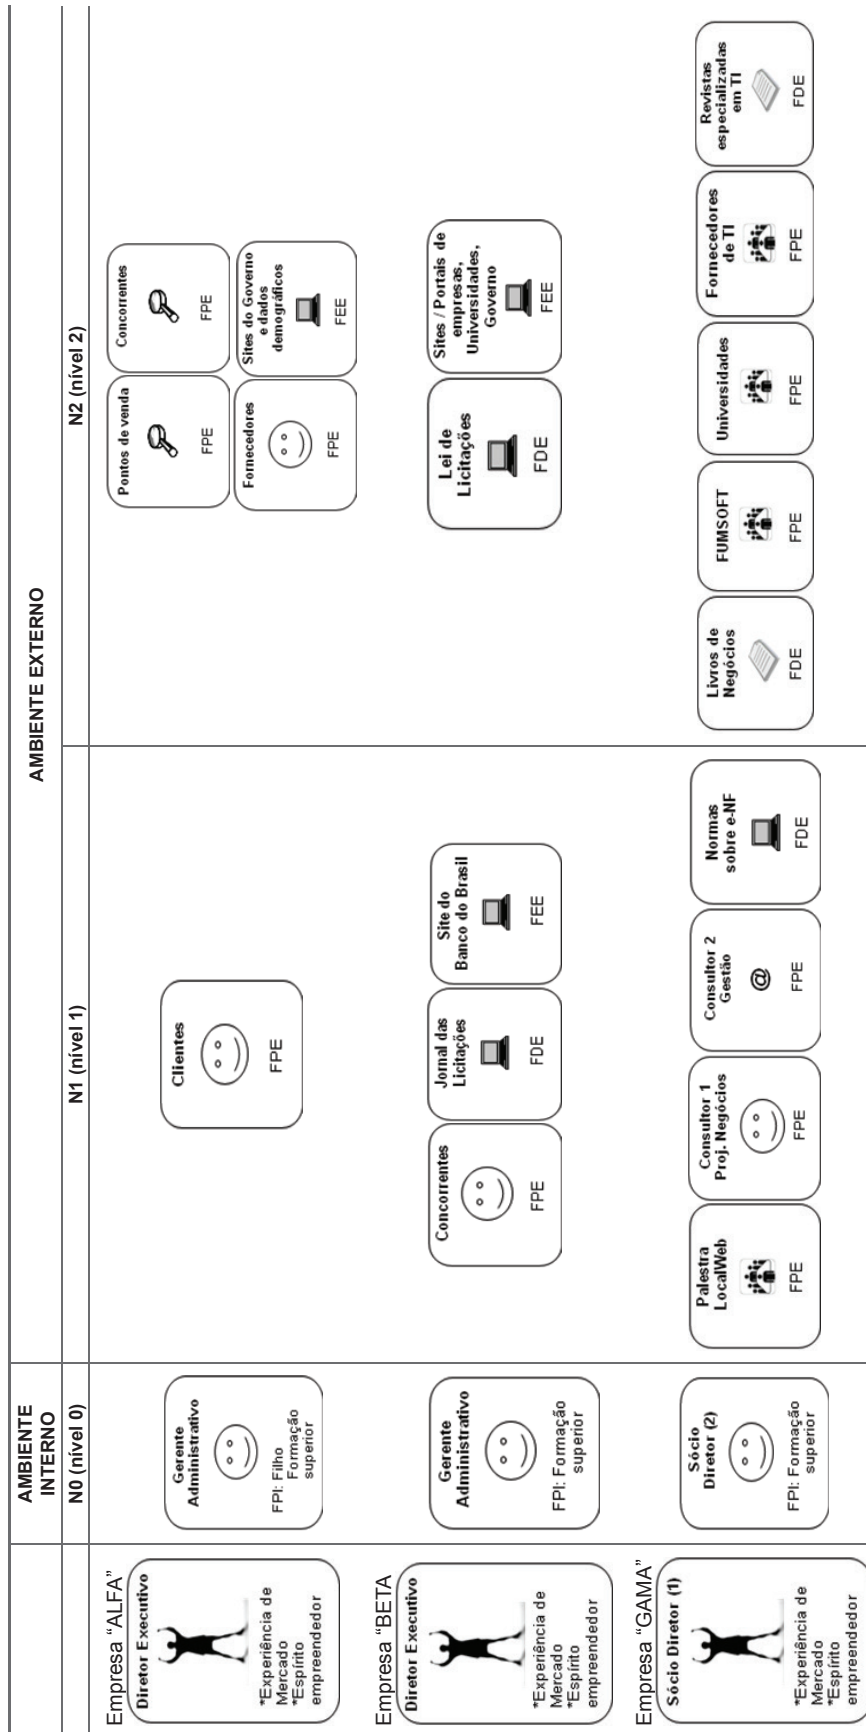 AMBIENTE
INTERNO
AMBIENTE EXTERNO
N0 (nível 0)
N1 (nível 1)
N2 (nível 2)
Empresa “ALFA”
Diretor Executivo
*Experiência de
Mercado
*Espírito
empreendedor
Gerente
Administrativo
FPI: Filho
Formação
superior
Clientes
FPE
Pontos de venda
FPE
Concorrentes
FPE
Fornecedores
FPE
Sites do Governo
e dados
demográficos
FEE
Empresa “BETA
Diretor Executivo
*Experiência de
Mercado
*Espírito
empreendedor
Gerente
Administrativo
FPI: Formação
superior
Concorrentes
FPE
Jornal das
Licitações
FDE
Site do
Banco do Brasil
FEE
Lei de
Licitações
FDE
Sites / Portais de
empresas,
Universidades,
Governo
FEE
Empresa “GAMA”
Sócio Diretor (1)
*Experiência de
Mercado
*Espírito
empreendedor
Sócio
Diretor (2)
FPI: Formação
superior
Palestra
LocalWeb
FPE
Consultor 1
Proj. Negócios
FPE
Consultor 2
Gestão
@
FPE
Normas
sobre e-NF
FDE
Livros de
Negócios
FDE
FUMSOFT
FPE
Universidades
FPE
Fornecedores
de TI
FPE
Revistas
especializadas
em TI
FDE